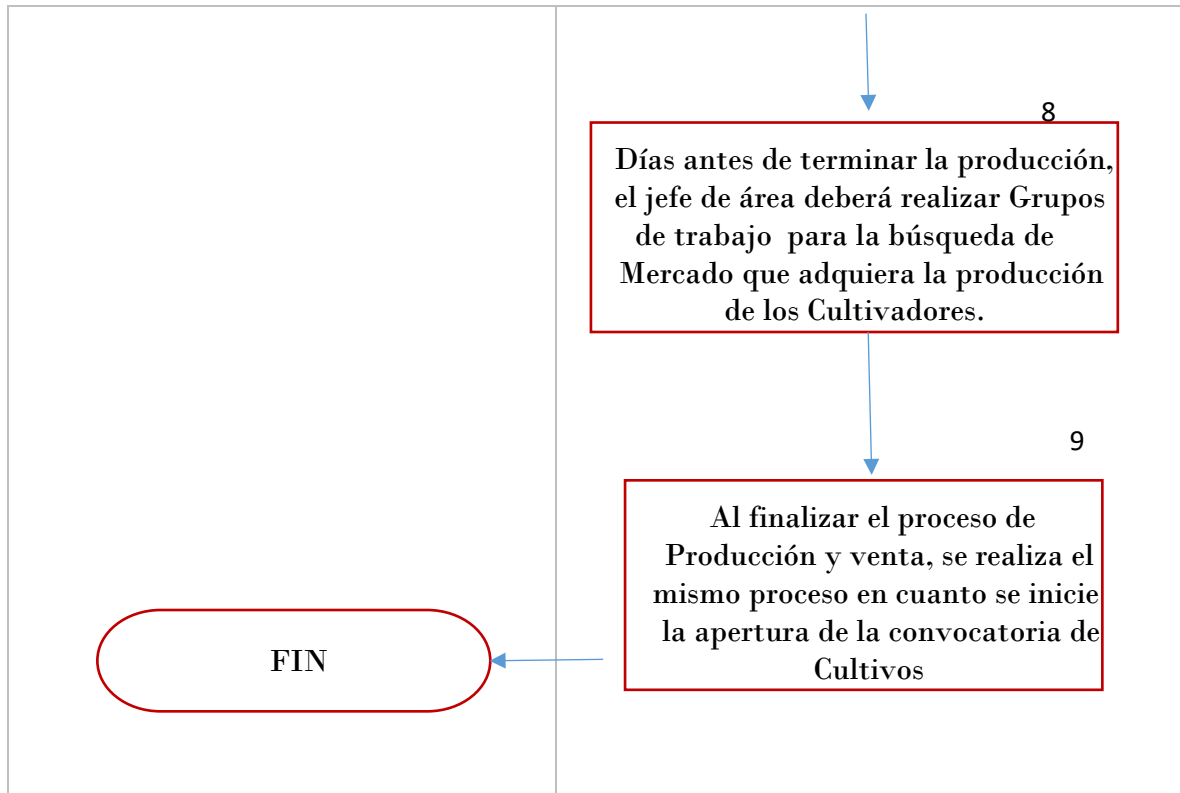 8
Días antes de terminar la producción,
el jefe de área deberá realizar Grupos
de trabajo para la búsqueda de
Mercado que adquiera la producción
de los Cultivadores.
9
Al finalizar el proceso de
Producción y venta, se realiza el
mismo proceso en cuanto se inicie
la apertura de la convocatoria de
Cultivos
FIN